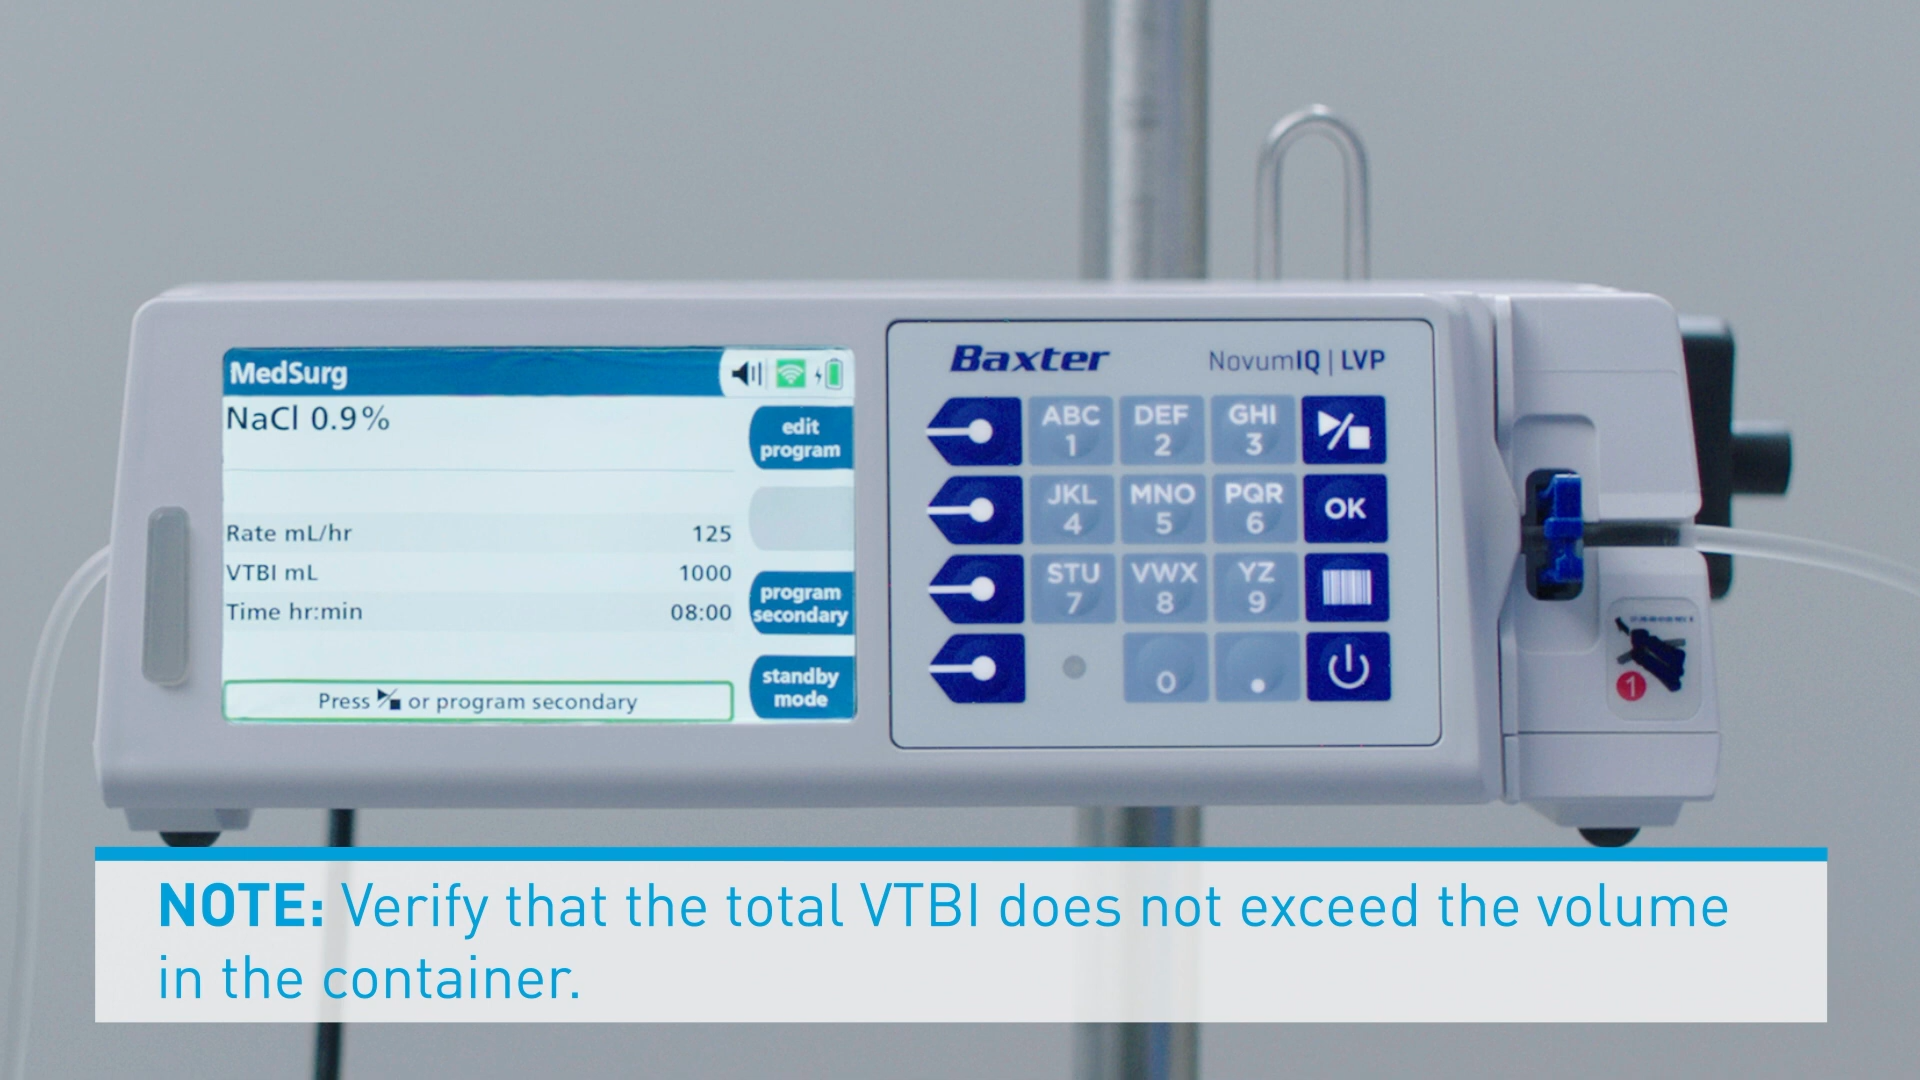 MedSurg
NaCl 0.9%
edit
program
Rate mL/hr 125
VTBI mL 1000
Time hr:min 08:00
program
secondary
standby
mode
Press or program secondary
Baxter NovumIQ | LVP
ABC DEF GHI
1 2 3
JKL MNO PQR OK
4 5 6
STU VWX YZ
7 8 9
0 .
1
NOTE: Verify that the total VTBI does not exceed the volume
in the container.